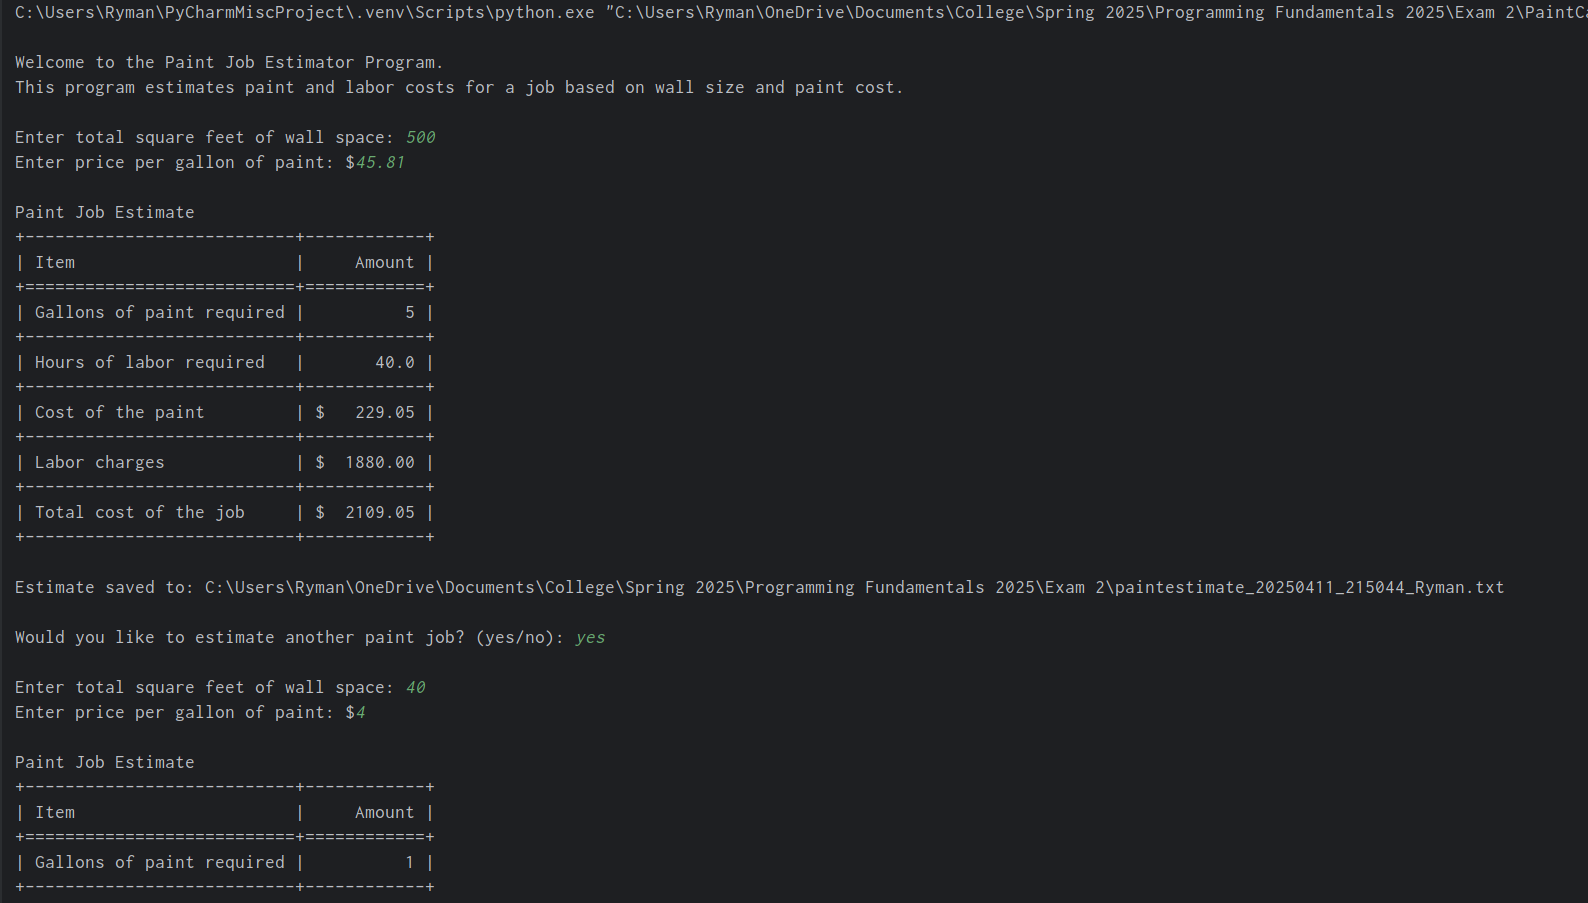 C:\Users\Ryman\PyCharmMiscProject\.venv\Scripts\python.exe "C:\Users\Ryman\OneDrive\Documents\College\Spring 2025\Programming Fundamentals 2025\Exam 2\PaintCa
Welcome to the Paint Job Estimator Program.
This program estimates paint and labor costs for a job based on wall size and paint cost.
Enter total square feet of wall space: 500
Enter price per gallon of paint: $45.81
Paint Job Estimate
+---------------------------+------------+
| Item                      |     Amount |
+===========================+============+
| Gallons of paint required |          5 |
+---------------------------+------------+
| Hours of labor required   |       40.0 |
+---------------------------+------------+
| Cost of the paint         | $   229.05 |
+---------------------------+------------+
| Labor charges             | $  1880.00 |
+---------------------------+------------+
| Total cost of the job     | $  2109.05 |
+---------------------------+------------+
Estimate saved to: C:\Users\Ryman\OneDrive\Documents\College\Spring 2025\Programming Fundamentals 2025\Exam 2\paintestimate_20250411_215044_Ryman.txt
Would you like to estimate another paint job? (yes/no): yes
Enter total square feet of wall space: 40
Enter price per gallon of paint: $4
Paint Job Estimate
+---------------------------+------------+
| Item                      |     Amount |
+===========================+============+
| Gallons of paint required |          1 |
+---------------------------+------------+